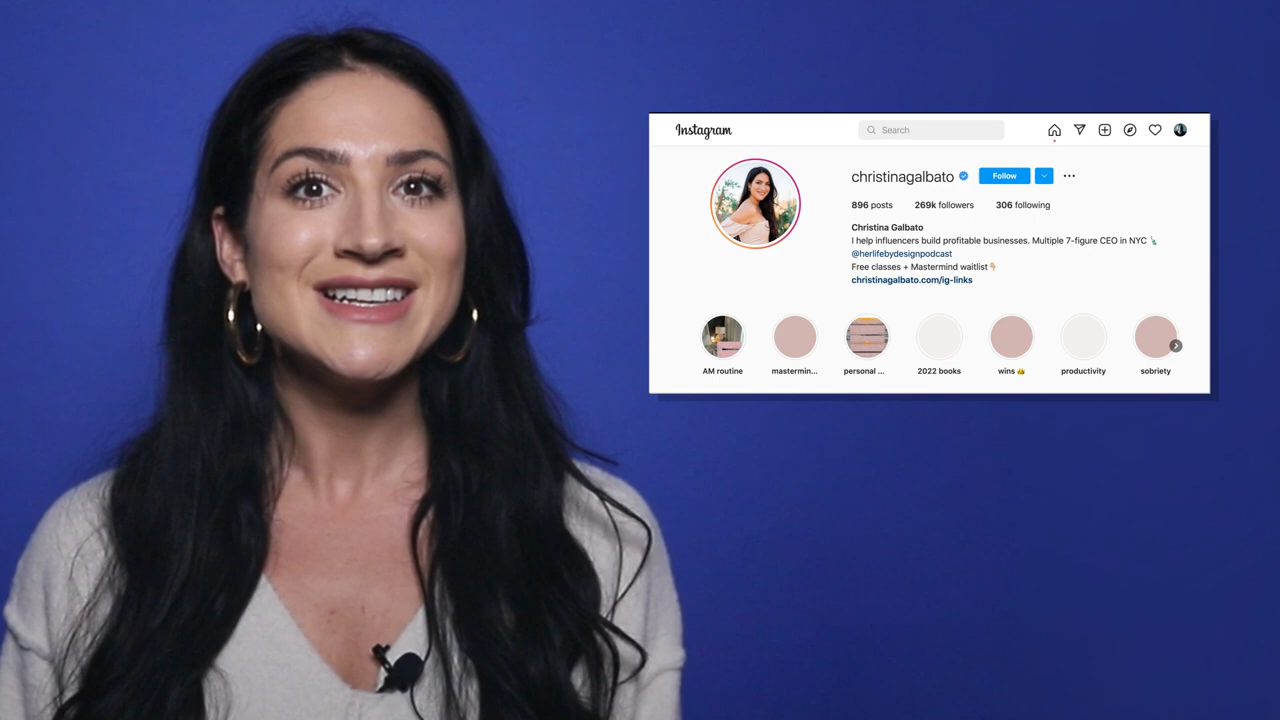 Instagram
Search
christinagalbato
Follow
896 posts 269k followers 306 following
Christina Galbato
I help influencers build profitable businesses. Multiple 7-figure CEO in NYC 🗽
@herlifebydesignpodcast
Free classes + Mastermind waitlist👇🏼
christinagalbato.com/ig-links
AM routine mastermin... personal ... 2022 books wins 👑 productivity sobriety